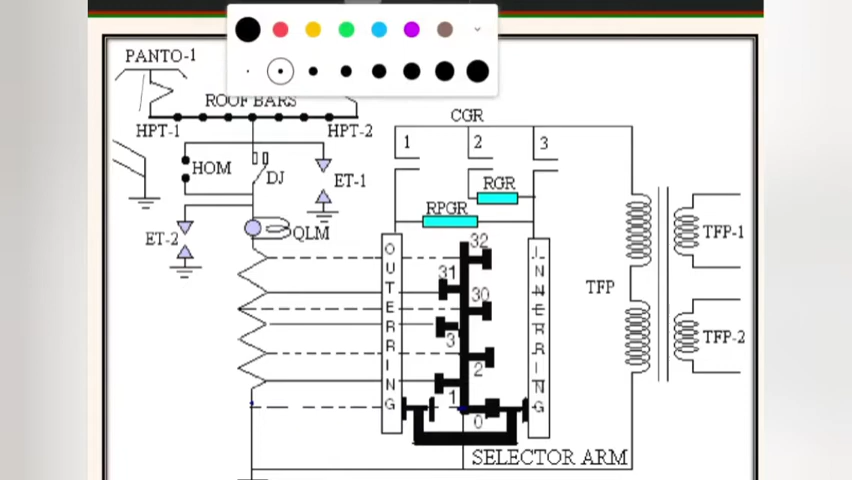 PANTO-1
ROOF BARS
HPT-1
HPT-2
CGR
1
2
3
HOM
DJ
ET-1
RGR
RPGR
ET-2
QLM
TFP-1
TFP
TFP-2
OUTERRING
INNERRING
32
31
30
3
2
1
0
SELECTOR ARM